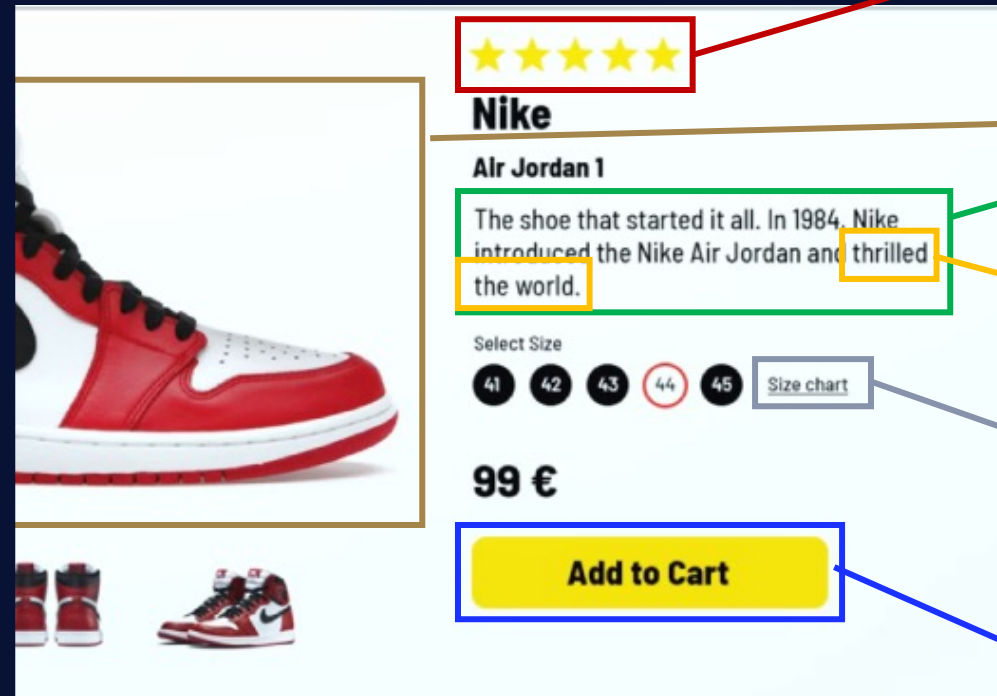 Nike
Air Jordan 1
The shoe that started it all. In 1984, Nike
introduced the Nike Air Jordan and thrilled
the world.
Select Size
41 42 43 44 45 Size chart
99 €
Add to Cart